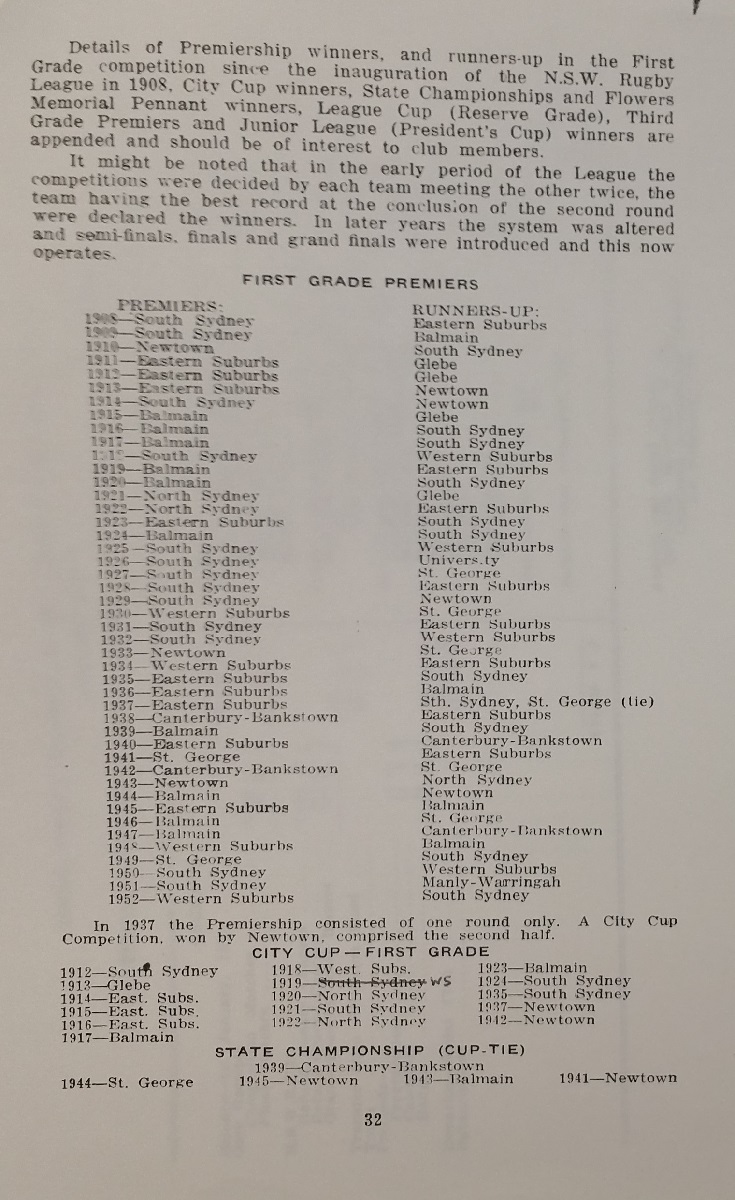 Details of Premiership winners, and runners-up in the First
Grade competition since the inauguration of the N.S.W. Rugby
League in 1908, City Cup winners, State Championships and Flowers
Memorial Pennant winners, League Cup (Reserve Grade), Third
Grade Premiers and Junior League (President's Cup) winners are
appended and should be of interest to club members.
It might be noted that in the early period of the League the
competitions were decided by each team meeting the other twice, the
team having the best record at the conclusion of the second round
were declared the winners. In later years the system was altered
and semi-finals, finals and grand finals were introduced and this now
operates.
FIRST GRADE PREMIERS
PREMIERS:
1908—South Sydney
1909—South Sydney
1910—Newtown
1911—Eastern Suburbs
1912—Eastern Suburbs
1913—Eastern Suburbs
1914—South Sydney
1915—Balmain
1916—Balmain
1917—Balmain
South Sydney
1919—Balmain
1920—Balmain
1921—North Sydney
1922—North Sydney
1923—Eastern Suburbs
1924—Balmain
1925—South Sydney
1926—South Sydney
1927—South Sydney
1928—South Sydney
1929—South Sydney
1930—Western Suburbs
1931—South Sydney
1932—South Sydney
1933—Newtown
1934—Western Suburbs
1935—Eastern Suburbs
1936—Eastern Suburbs
1937—Eastern Suburbs
1938—Canterbury-Bankstown
1939—Balmain
1940—Eastern Suburbs
1941—St. George
1942—Canterbury-Bankstown
1943—Newtown
1944—Balmain
1945—Eastern Suburbs
1946—Balmain
1947—Balmain
1948—Western Suburbs
1949—St. George
1950—South Sydney
1951—South Sydney
1952—Western Suburbs
RUNNERS-UP:
Eastern Suburbs
Balmain
South Sydney
Glebe
Glebe
Newtown
Newtown
Glebe
South Sydney
South Sydney
Western Suburbs
Eastern Suburbs
South Sydney
Glebe
Eastern Suburbs
South Sydney
South Sydney
Western Suburbs
University
St. George
Eastern Suburbs
Newtown
St. George
Eastern Suburbs
Western Suburbs
St. George
Eastern Suburbs
South Sydney
Balmain
Sth. Sydney, St. George (tie)
Eastern Suburbs
South Sydney
Canterbury-Bankstown
Eastern Suburbs
St. George
North Sydney
Newtown
Balmain
St. George
Canterbury-Bankstown
Balmain
South Sydney
Western Suburbs
Manly-Warringah
South Sydney
In 1937 the Premiership consisted of one round only. A City Cup
Competition, won by Newtown, comprised the second half.
CITY CUP—FIRST GRADE
1912—South Sydney
1913—Glebe
1914—East. Subs.
1915—East. Subs.
1916—East. Subs.
1917—Balmain
1918—West. Subs.
1919—South Sydney WS
1920—North Sydney
1921—South Sydney
1922—North Sydney
1923—Balmain
1924—South Sydney
1935—South Sydney
1937—Newtown
1942—Newtown
STATE CHAMPIONSHIP (CUP-TIE)
1939—Canterbury-Bankstown
1944—St. George 1945—Newtown 1943—Balmain 1941—Newtown
32